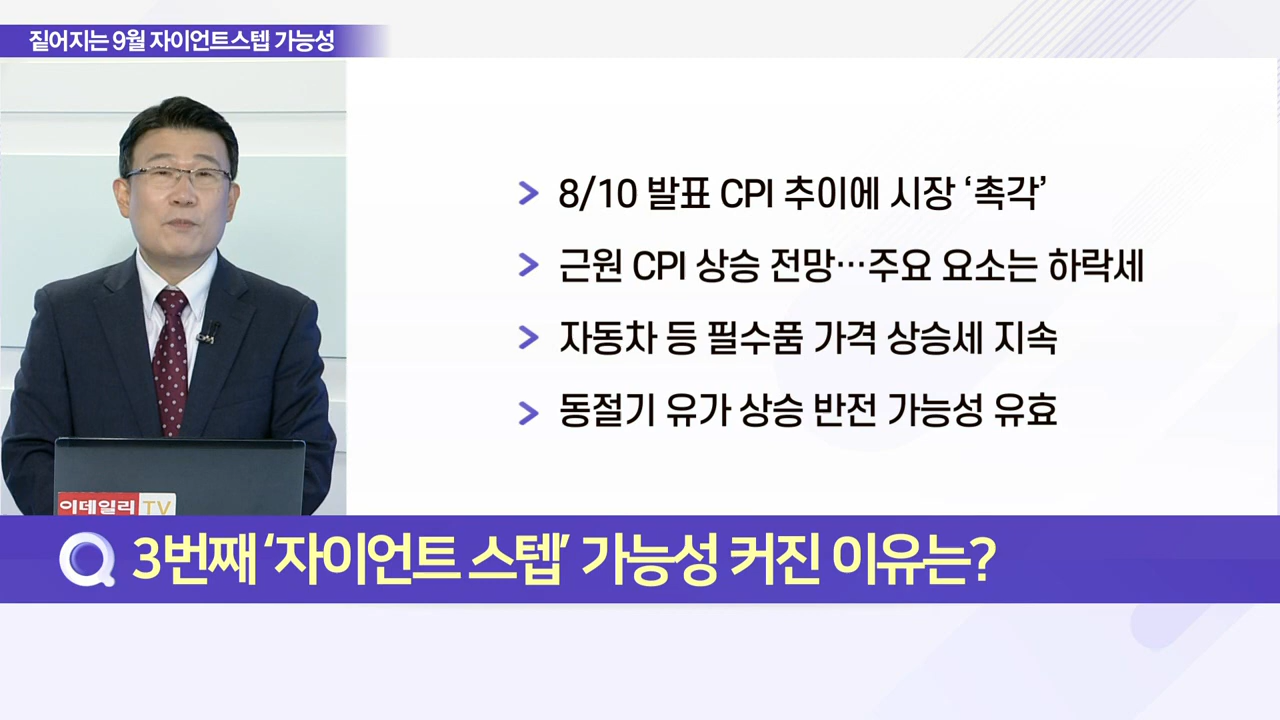 짙어지는 9월 자이언트스텝 가능성
> 8/10 발표 CPI 추이에 시장 ‘촉각’
> 근원 CPI 상승 전망…주요 요소는 하락세
> 자동차 등 필수품 가격 상승세 지속
> 동절기 유가 상승 반전 가능성 유효
이데일리 TV
Q 3번째 ‘자이언트 스텝’ 가능성 커진 이유는?